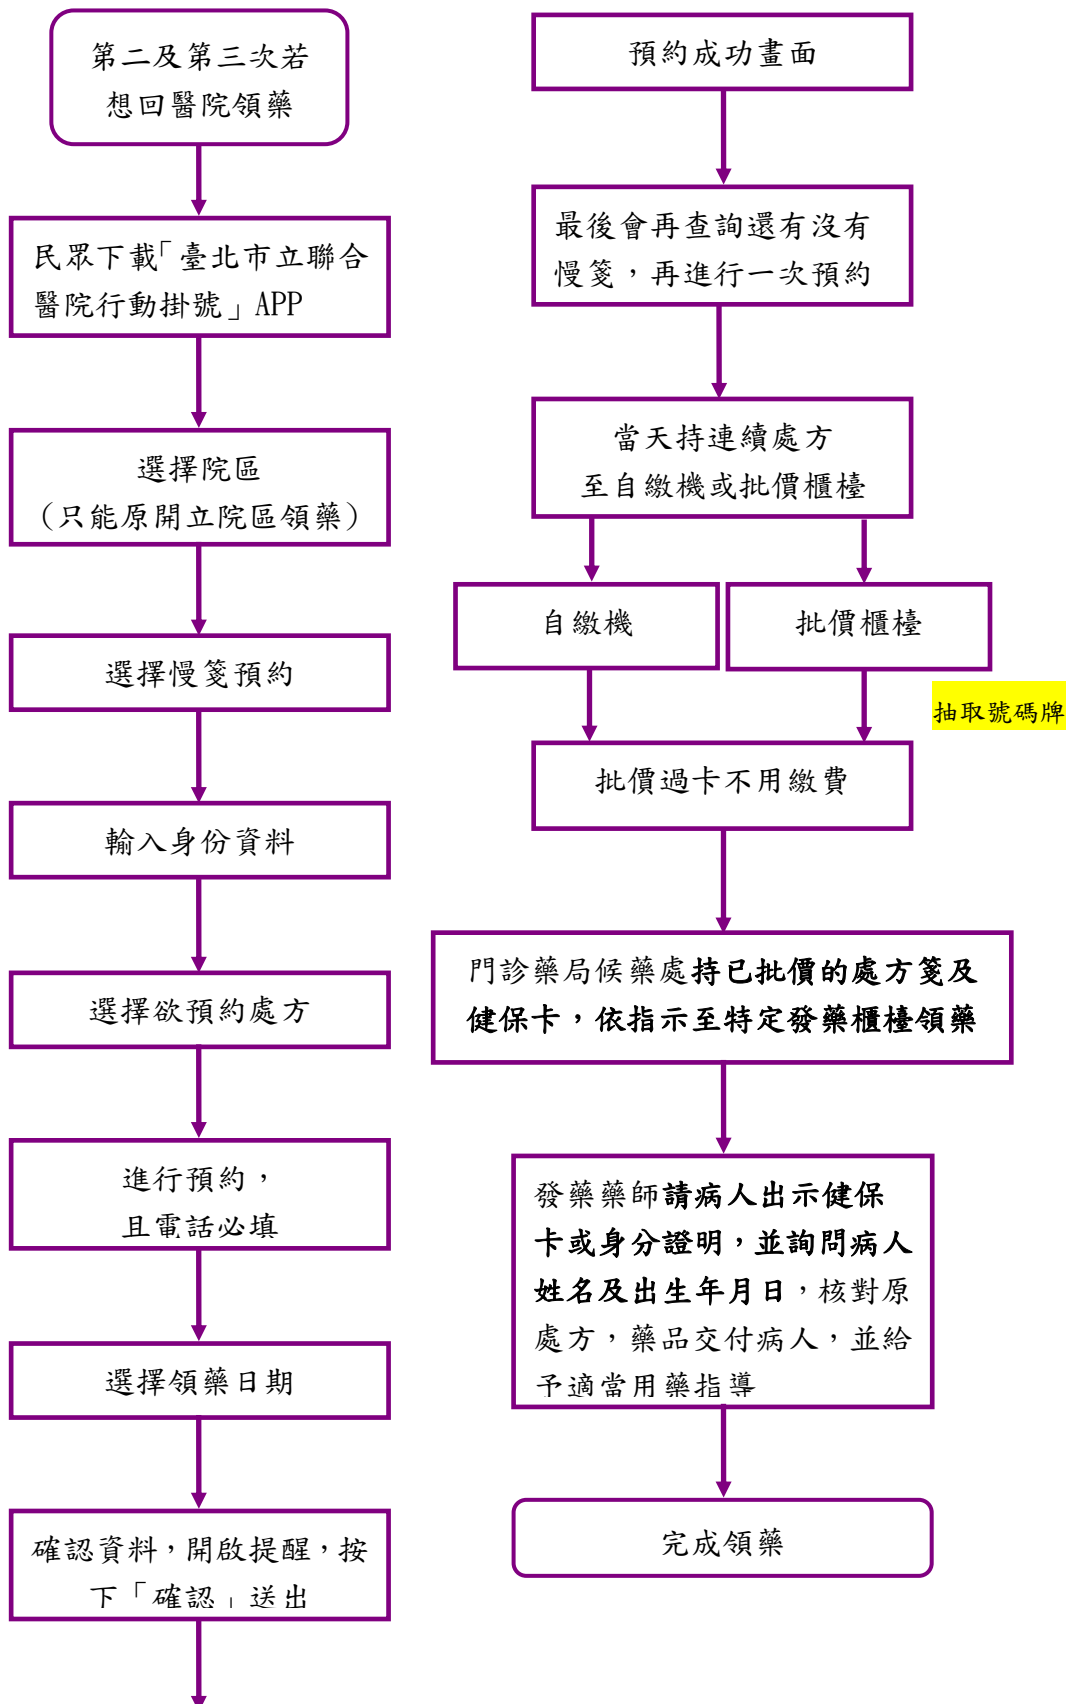 第二及第三次若
想回醫院領藥
民眾下載「臺北市立聯合
醫院行動掛號」APP
選擇院區
（只能原開立院區領藥）
選擇慢箋預約
輸入身份資料
選擇欲預約處方
進行預約，
且電話必填
選擇領藥日期
確認資料，開啟提醒，按
下「確認」送出
預約成功畫面
最後會再查詢還有沒有
慢箋，再進行一次預約
當天持連續處方
至自繳機或批價櫃檯
自繳機
批價櫃檯
抽取號碼牌
批價過卡不用繳費
門診藥局候藥處持已批價的處方箋及
健保卡，依指示至特定發藥櫃檯領藥
發藥藥師請病人出示健保
卡或身分證明，並詢問病人
姓名及出生年月日，核對原
處方，藥品交付病人，並給
予適當用藥指導
完成領藥